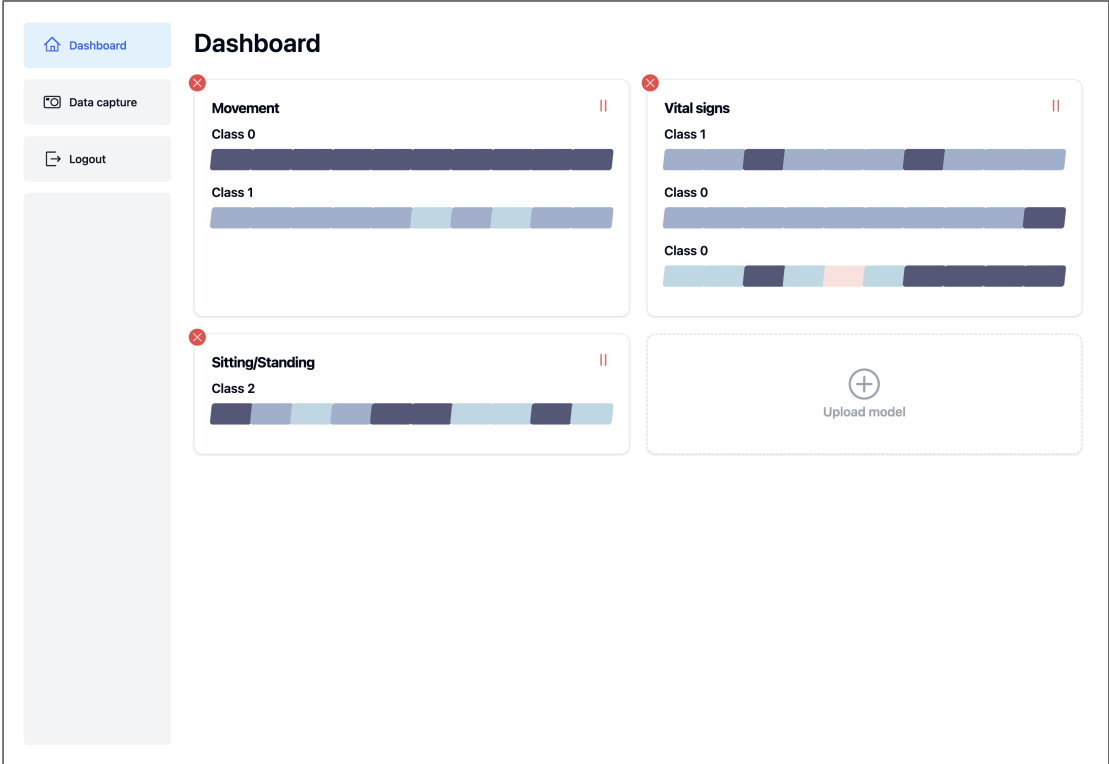 Dashboard
Data capture
Logout
Dashboard
Movement
Class 0
Class 1
Vital signs
Class 1
Class 0
Class 0
Sitting/Standing
Class 2
Upload model